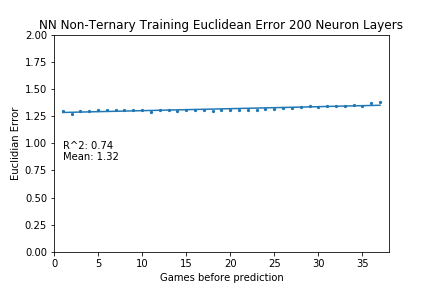 NN Non-Ternary Training Euclidean Error 200 Neuron Layers
2.00
1.75
1.50
1.25
1.00
0.75
0.50
0.25
0.00
Euclidian Error
R^2: 0.74
Mean: 1.32
0 5 10 15 20 25 30 35
Games before prediction